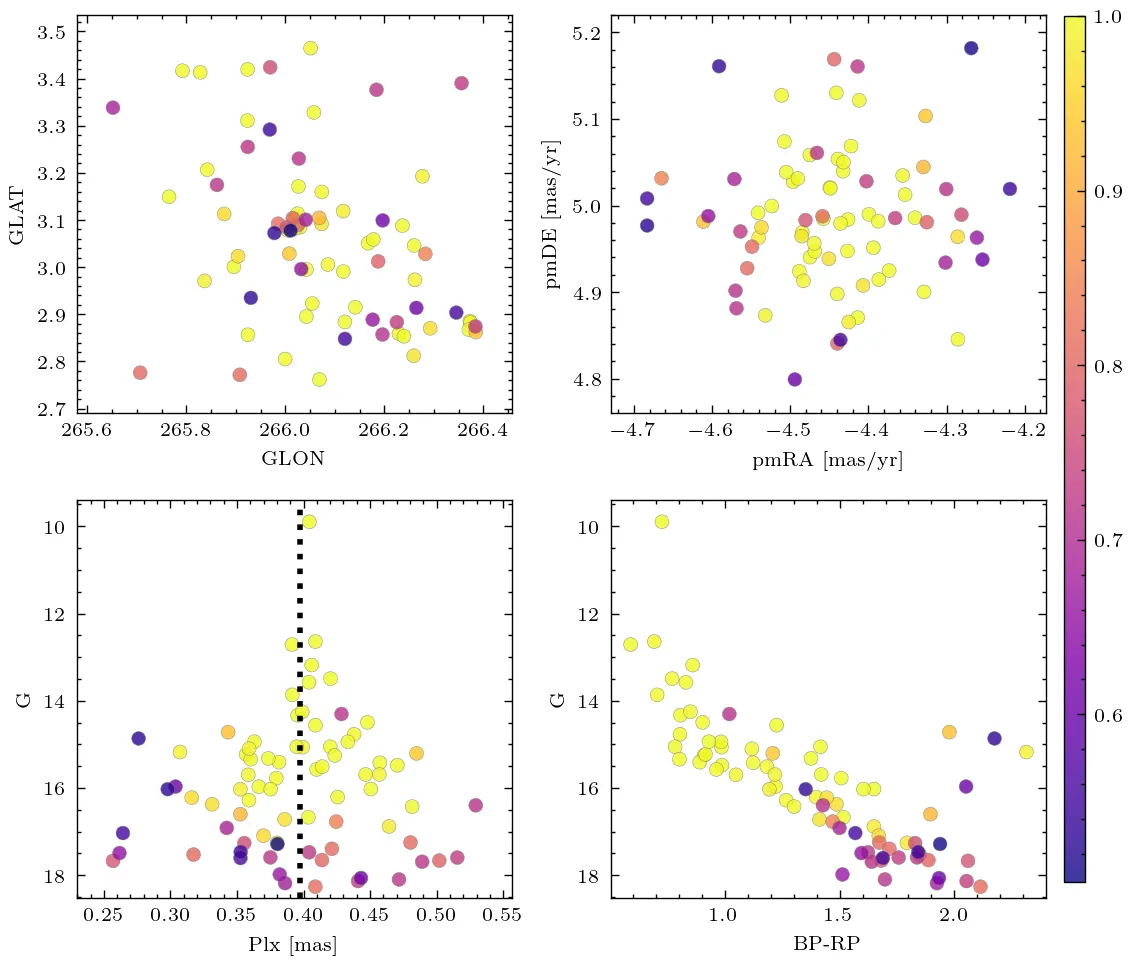 3.5
3.4
3.3
3.2
3.1
3.0
2.9
2.8
2.7
GLAT
265.6 265.8 266.0 266.2 266.4
GLON
5.2
5.1
5.0
4.9
4.8
pmDE [mas/yr]
−4.7 −4.6 −4.5 −4.4 −4.3 −4.2
pmRA [mas/yr]
1.0
0.9
0.8
0.7
0.6
10
12
14
16
18
G
0.25 0.30 0.35 0.40 0.45 0.50 0.55
Plx [mas]
10
12
14
16
18
G
1.0 1.5 2.0
BP-RP